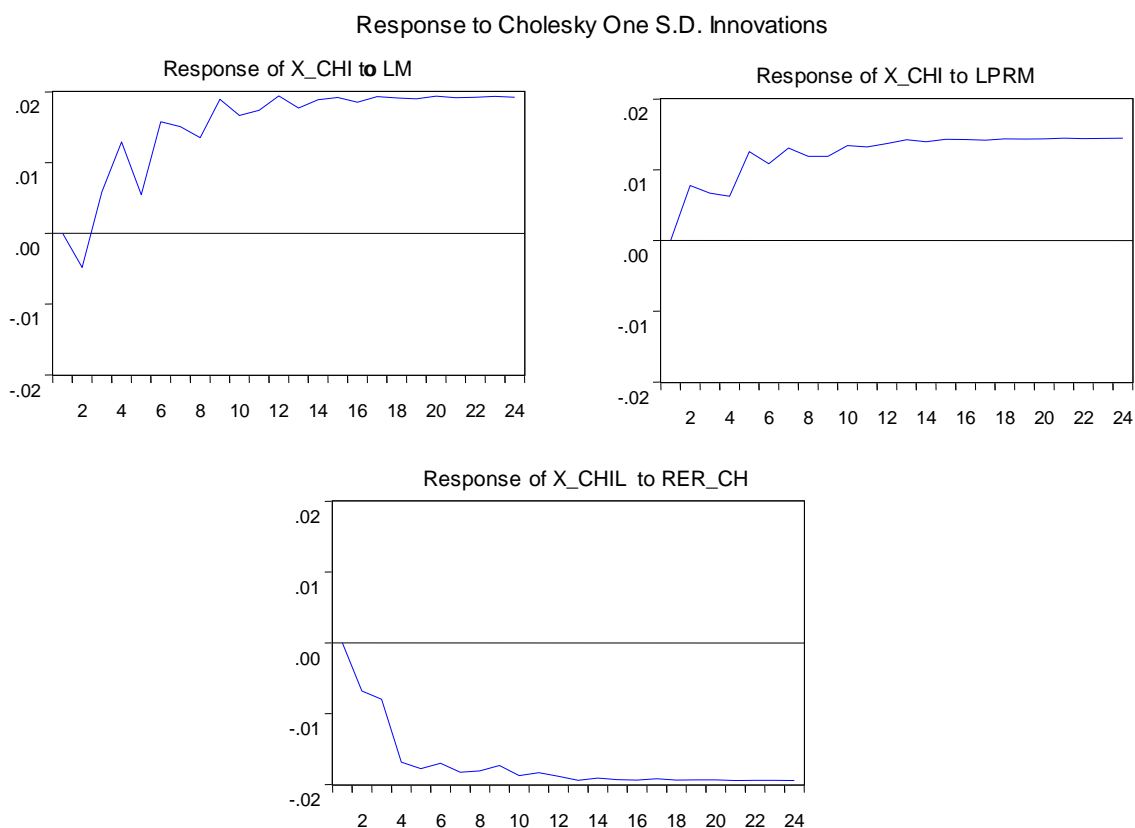 Response to Cholesky One S.D. Innovations
Response of X_CHI to LM
.02
.01
.00
-.01
-.02
2 4 6 8 10 12 14 16 18 20 22 24
Response of X_CHI to LPRM
.02
.01
.00
-.01
-.02
2 4 6 8 10 12 14 16 18 20 22 24
Response of X_CHIL to RER_CH
.02
.01
.00
-.01
-.02
2 4 6 8 10 12 14 16 18 20 22 24